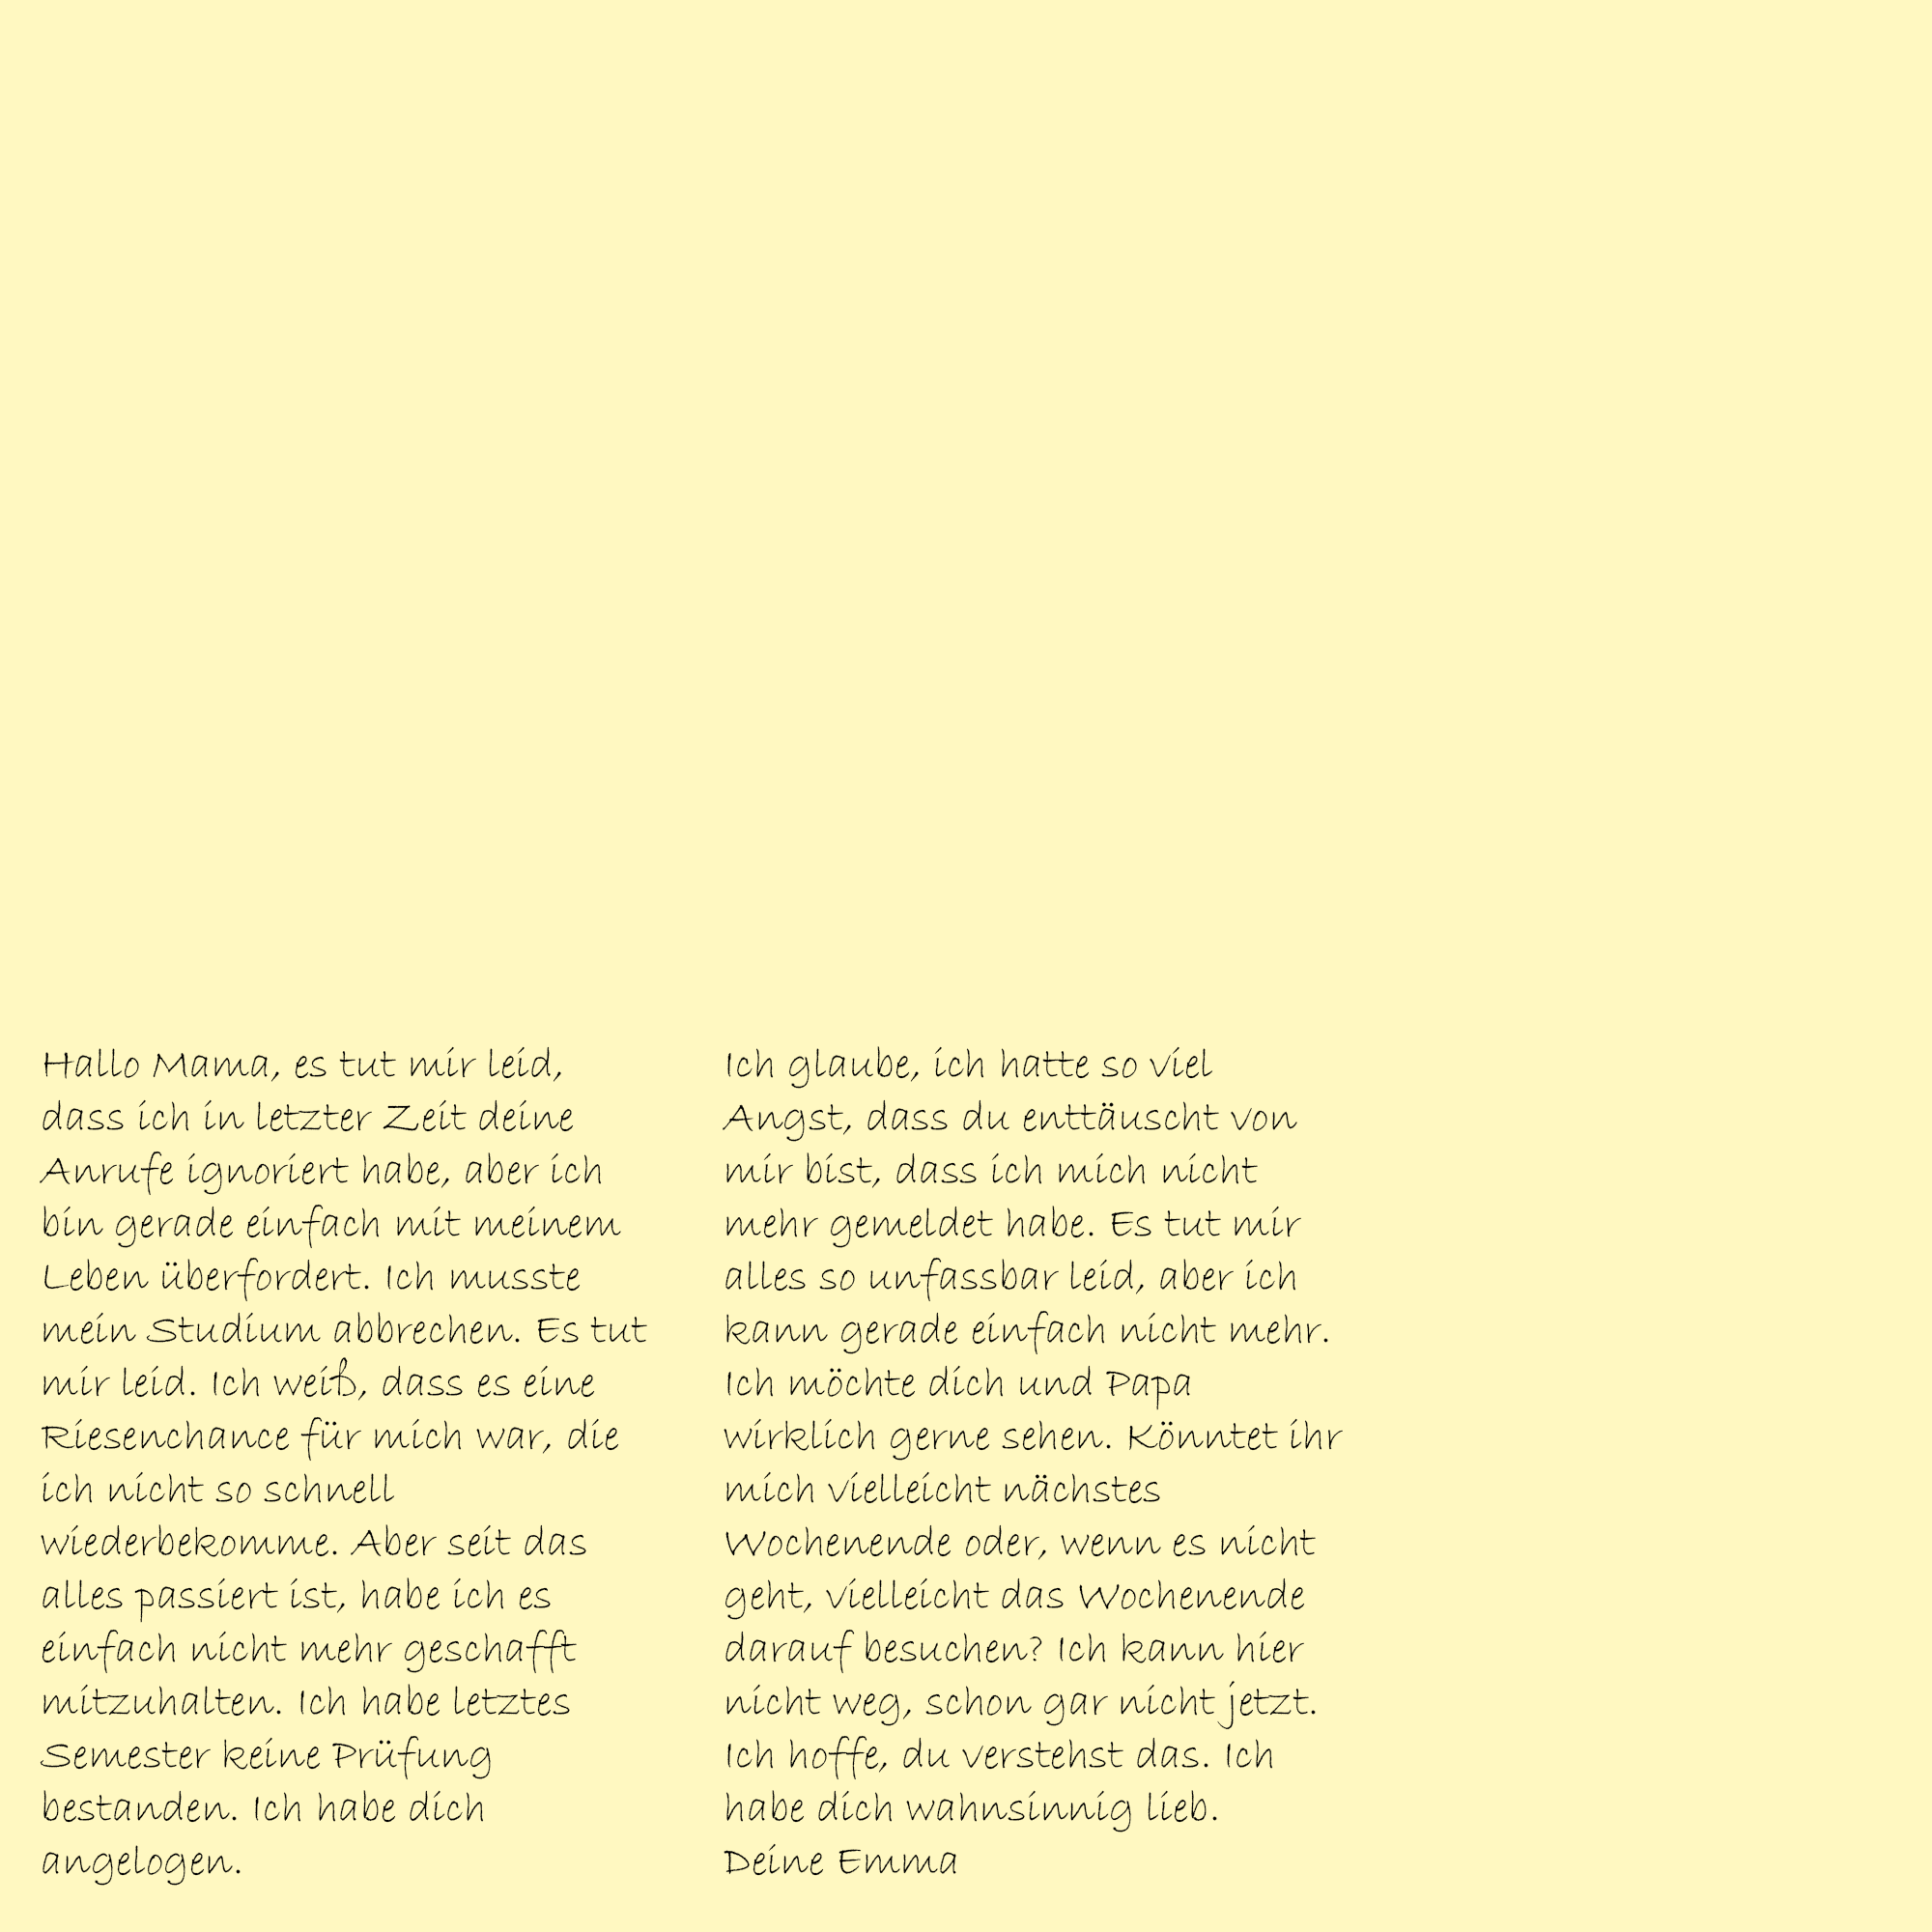 Hallo Mama, es tut mir leid,
dass ich in letzter Zeit deine
Anrufe ignoriert habe, aber ich
bin gerade einfach mit meinem
Leben überfordert. Ich musste
mein Studium abbrechen. Es tut
mir leid. Ich weiß, dass es eine
Riesenchance für mich war, die
ich nicht so schnell
wiederbekomme. Aber seit das
alles passiert ist, habe ich es
einfach nicht mehr geschafft
mitzuhalten. Ich habe letztes
Semester keine Prüfung
bestanden. Ich habe dich
angelogen.
Ich glaube, ich hatte so viel
Angst, dass du enttäuscht von
mir bist, dass ich mich nicht
mehr gemeldet habe. Es tut mir
alles so unfassbar leid, aber ich
kann gerade einfach nicht mehr.
Ich möchte dich und Papa
wirklich gerne sehen. Könntet ihr
mich vielleicht nächstes
Wochenende oder, wenn es nicht
geht, vielleicht das Wochenende
darauf besuchen? Ich kann hier
nicht weg, schon gar nicht jetzt.
Ich hoffe, du verstehst das. Ich
habe dich wahnsinnig lieb.
Deine Emma